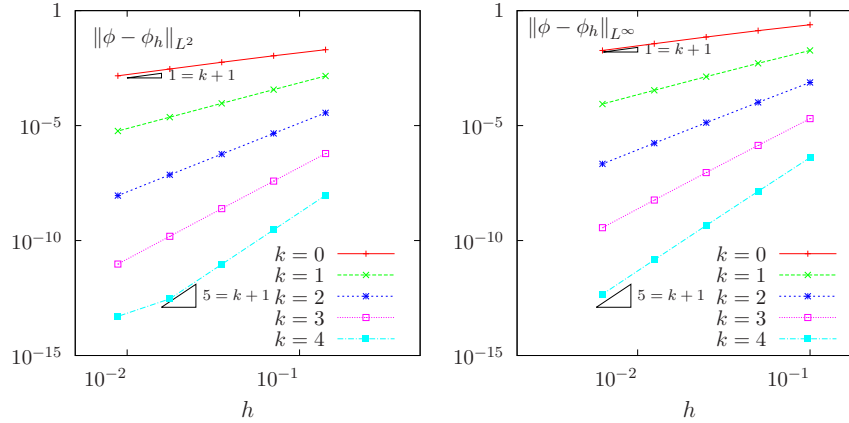 1
‖ϕ − ϕh‖L2
1 = k + 1
10−5
10−10
k = 0
k = 1
k = 2
k = 3
k = 4
5 = k + 1
10−15
10−2
10−1
h
1
‖ϕ − ϕh‖L∞
1 = k + 1
10−5
10−10
k = 0
k = 1
k = 2
k = 3
k = 4
5 = k + 1
10−15
10−2
10−1
h